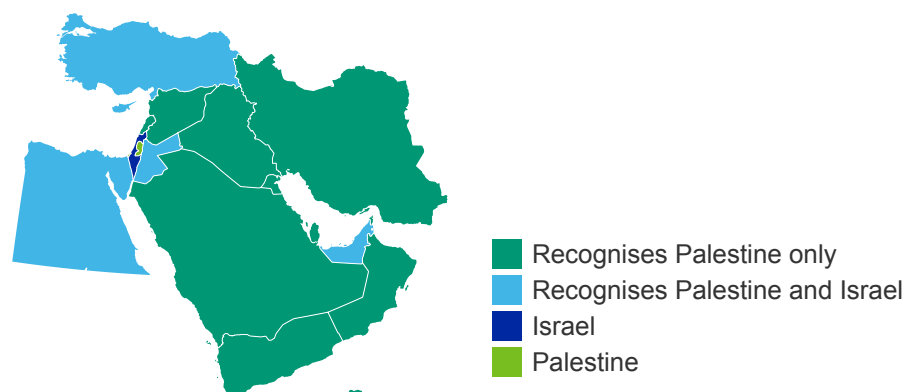 Recognises Palestine only
Recognises Palestine and Israel
Israel
Palestine